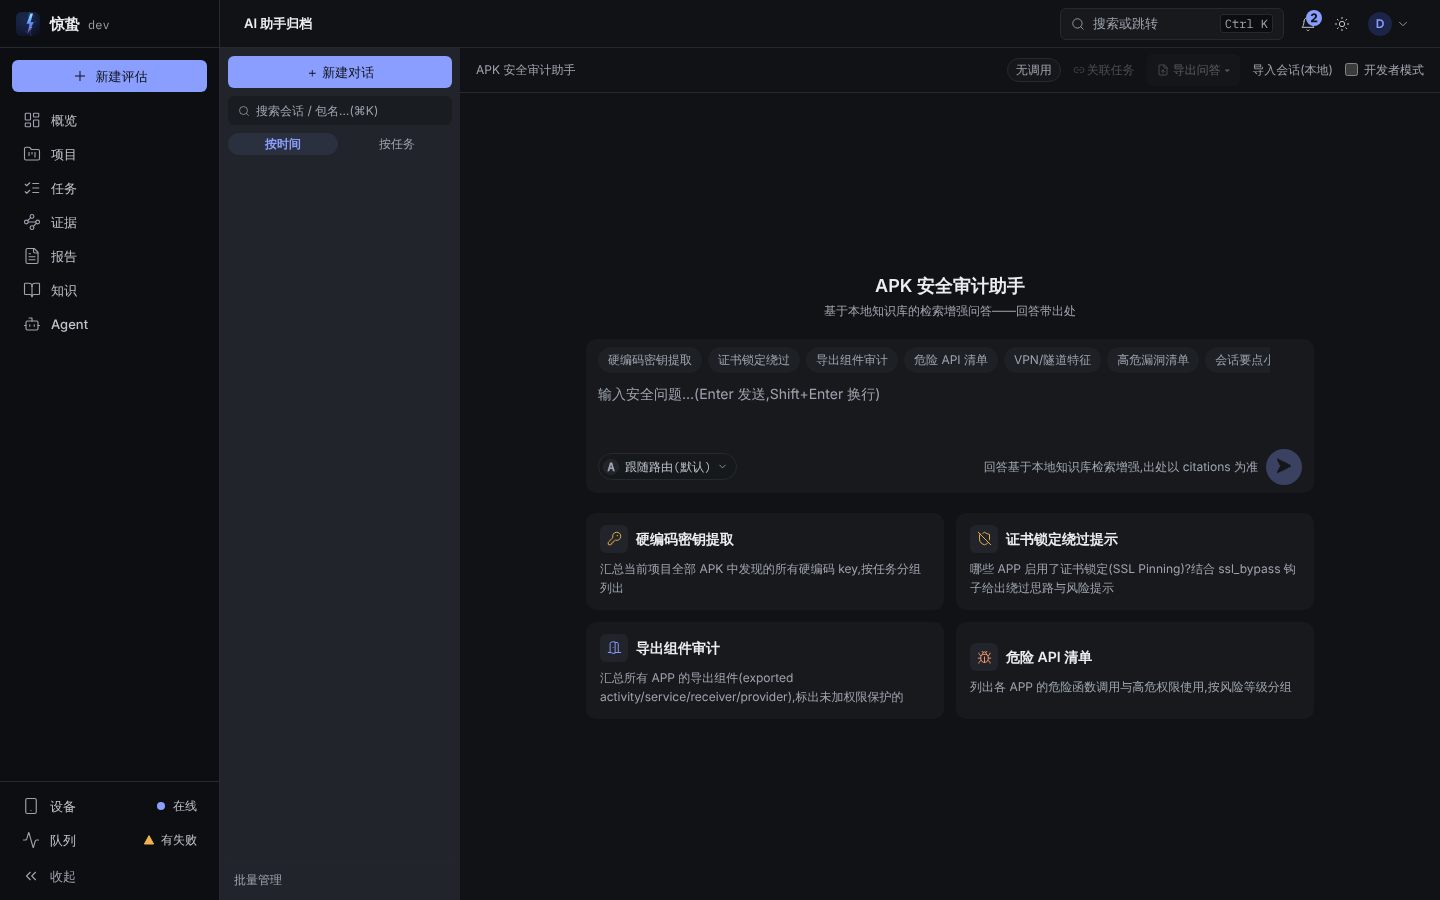 惊蛰 dev
AI 助手归档
搜索或跳转 Ctrl K
2
D
新建评估
概览
项目
任务
证据
报告
知识
Agent
设备 在线
队列 有失败
收起
+ 新建对话
搜索会话 / 包名...(⌘K)
按时间 按任务
批量管理
APK 安全审计助手
无调用 关联任务 导出问答 导入会话(本地) 开发者模式
APK 安全审计助手
基于本地知识库的检索增强问答——回答带出处
硬编码密钥提取 证书锁定绕过 导出组件审计 危险 API 清单 VPN/隧道特征 高危漏洞清单 会话要点
输入安全问题...(Enter 发送,Shift+Enter 换行)
A 跟随路由(默认)
回答基于本地知识库检索增强,出处以 citations 为准
硬编码密钥提取
汇总当前项目全部 APK 中发现的所有硬编码 key,按任务分组
列出
证书锁定绕过提示
哪些 APP 启用了证书锁定(SSL Pinning)?结合 ssl_bypass 钩
子给出绕过思路与风险提示
导出组件审计
汇总所有 APP 的导出组件(exported
activity/service/receiver/provider),标出未加权限保护的
危险 API 清单
列出各 APP 的危险函数调用与高危权限使用,按风险等级分组